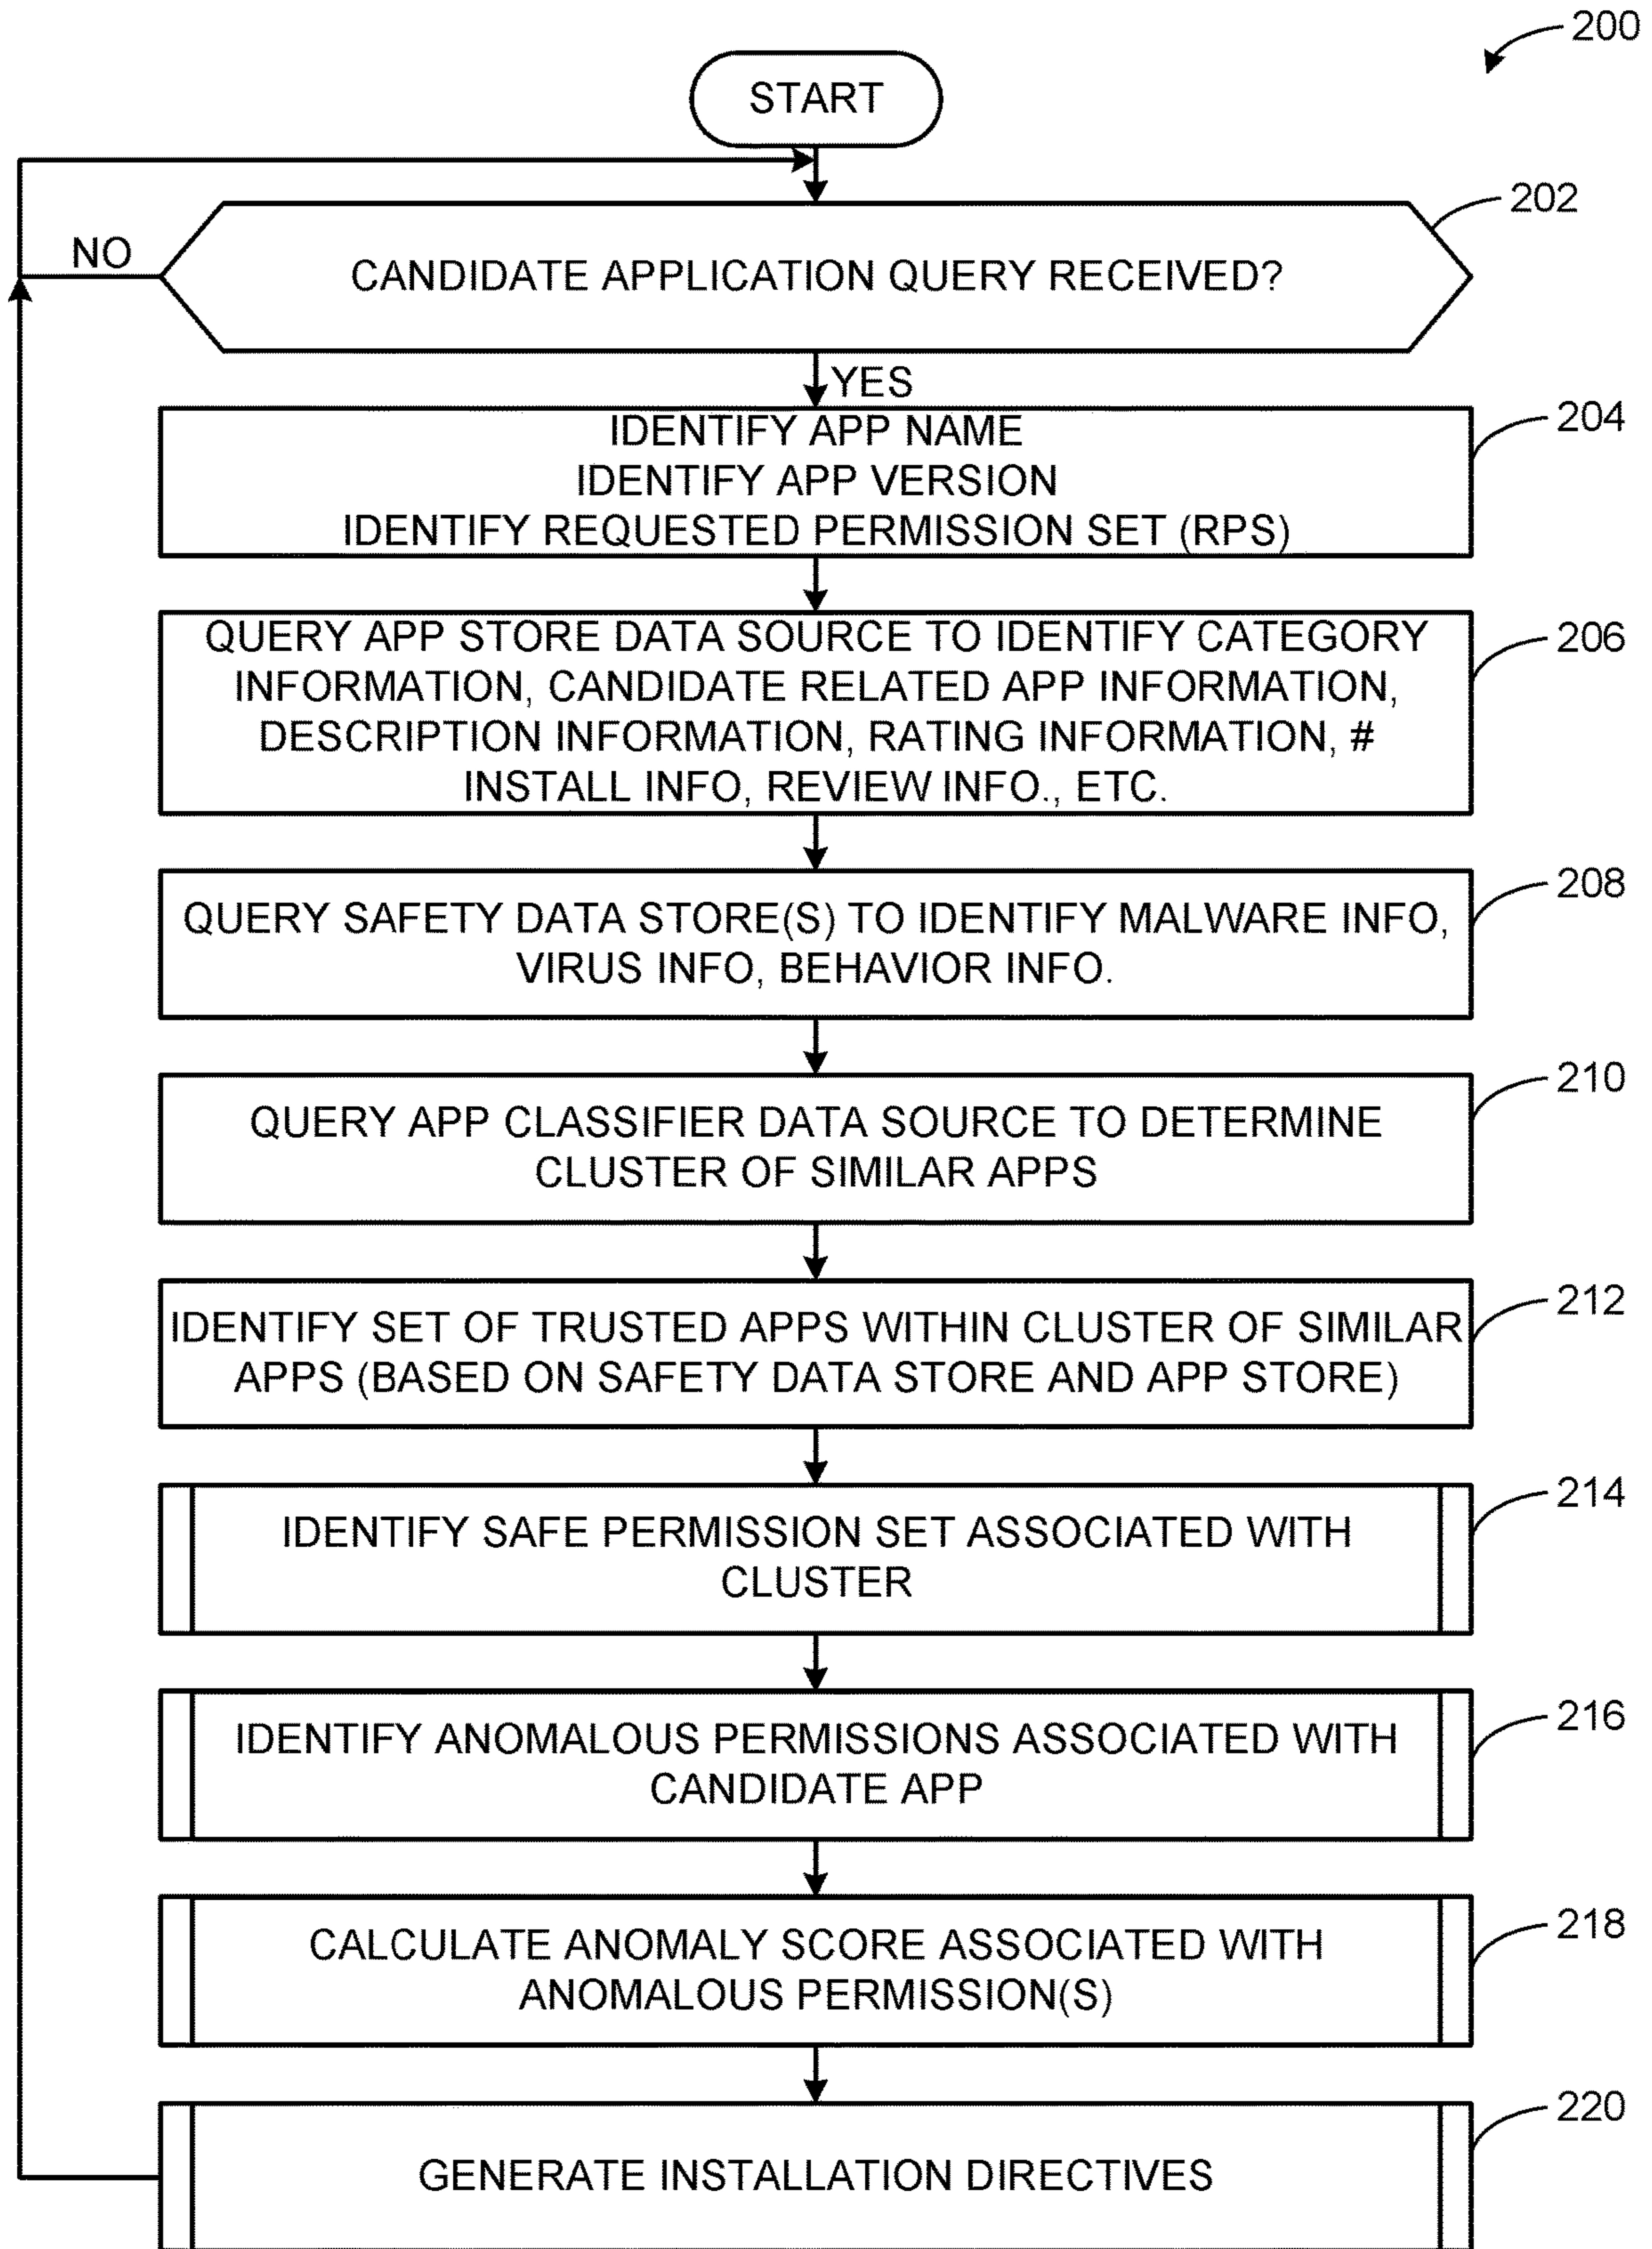 200
START
202
NO
CANDIDATE APPLICATION QUERY RECEIVED?
YES
204
IDENTIFY APP NAME
IDENTIFY APP VERSION
IDENTIFY REQUESTED PERMISSION SET (RPS)
206
QUERY APP STORE DATA SOURCE TO IDENTIFY CATEGORY
INFORMATION, CANDIDATE RELATED APP INFORMATION,
DESCRIPTION INFORMATION, RATING INFORMATION, #
INSTALL INFO, REVIEW INFO., ETC.
208
QUERY SAFETY DATA STORE(S) TO IDENTIFY MALWARE INFO,
VIRUS INFO, BEHAVIOR INFO.
210
QUERY APP CLASSIFIER DATA SOURCE TO DETERMINE
CLUSTER OF SIMILAR APPS
212
IDENTIFY SET OF TRUSTED APPS WITHIN CLUSTER OF SIMILAR
APPS (BASED ON SAFETY DATA STORE AND APP STORE)
214
IDENTIFY SAFE PERMISSION SET ASSOCIATED WITH
CLUSTER
216
IDENTIFY ANOMALOUS PERMISSIONS ASSOCIATED WITH
CANDIDATE APP
218
CALCULATE ANOMALY SCORE ASSOCIATED WITH
ANOMALOUS PERMISSION(S)
220
GENERATE INSTALLATION DIRECTIVES